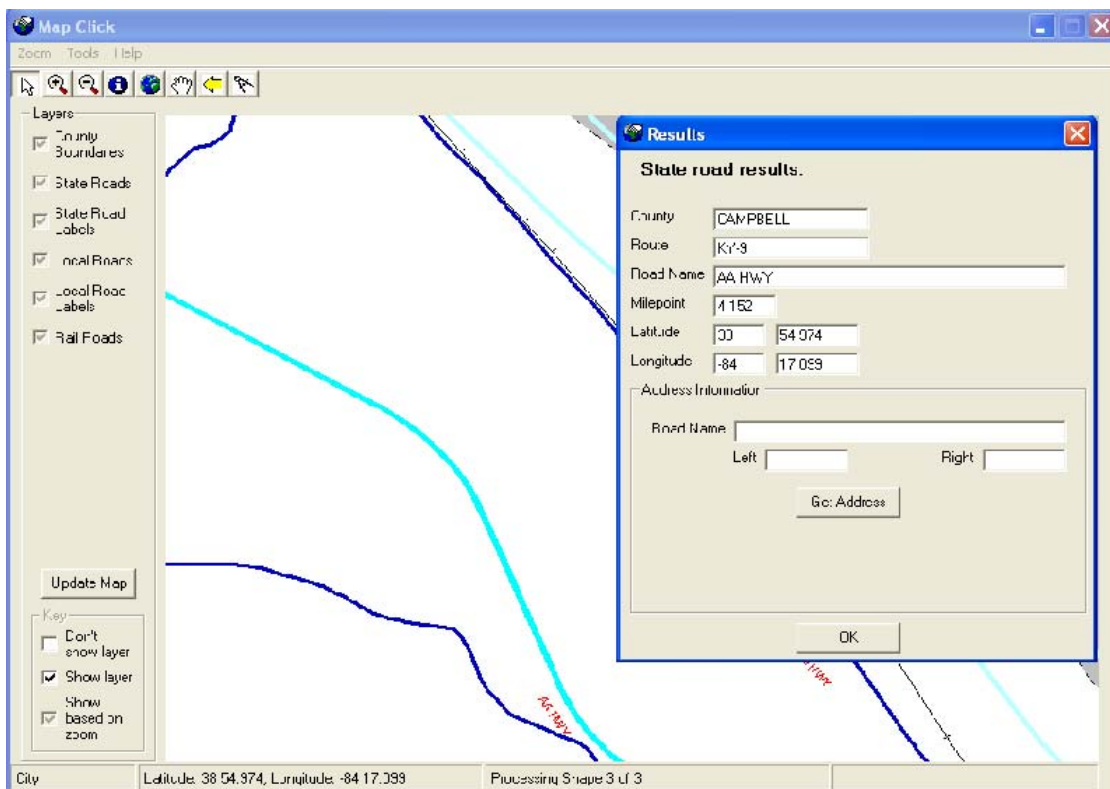 Map Click
Zoom Tools Help
Layers
County
Boundaries
State Roads
State Road
Labels
Local Roads
Local Road
Labels
Rail Roads
Update Map
Key
Don't
show layer
Show layer
Show
based on
zoom
AA HWY
HWY
Results
State road results.
County CAMPBELL
Route KY-9
Road Name AA HWY
Milepoint 4.152
Latitude 54.974
Longitude -84 17.099
Address Information
Road Name
Left Right
Get Address
OK
City Latitude: 38 54.974, Longitude: -84 17.099 Processing Shape 3 of 3